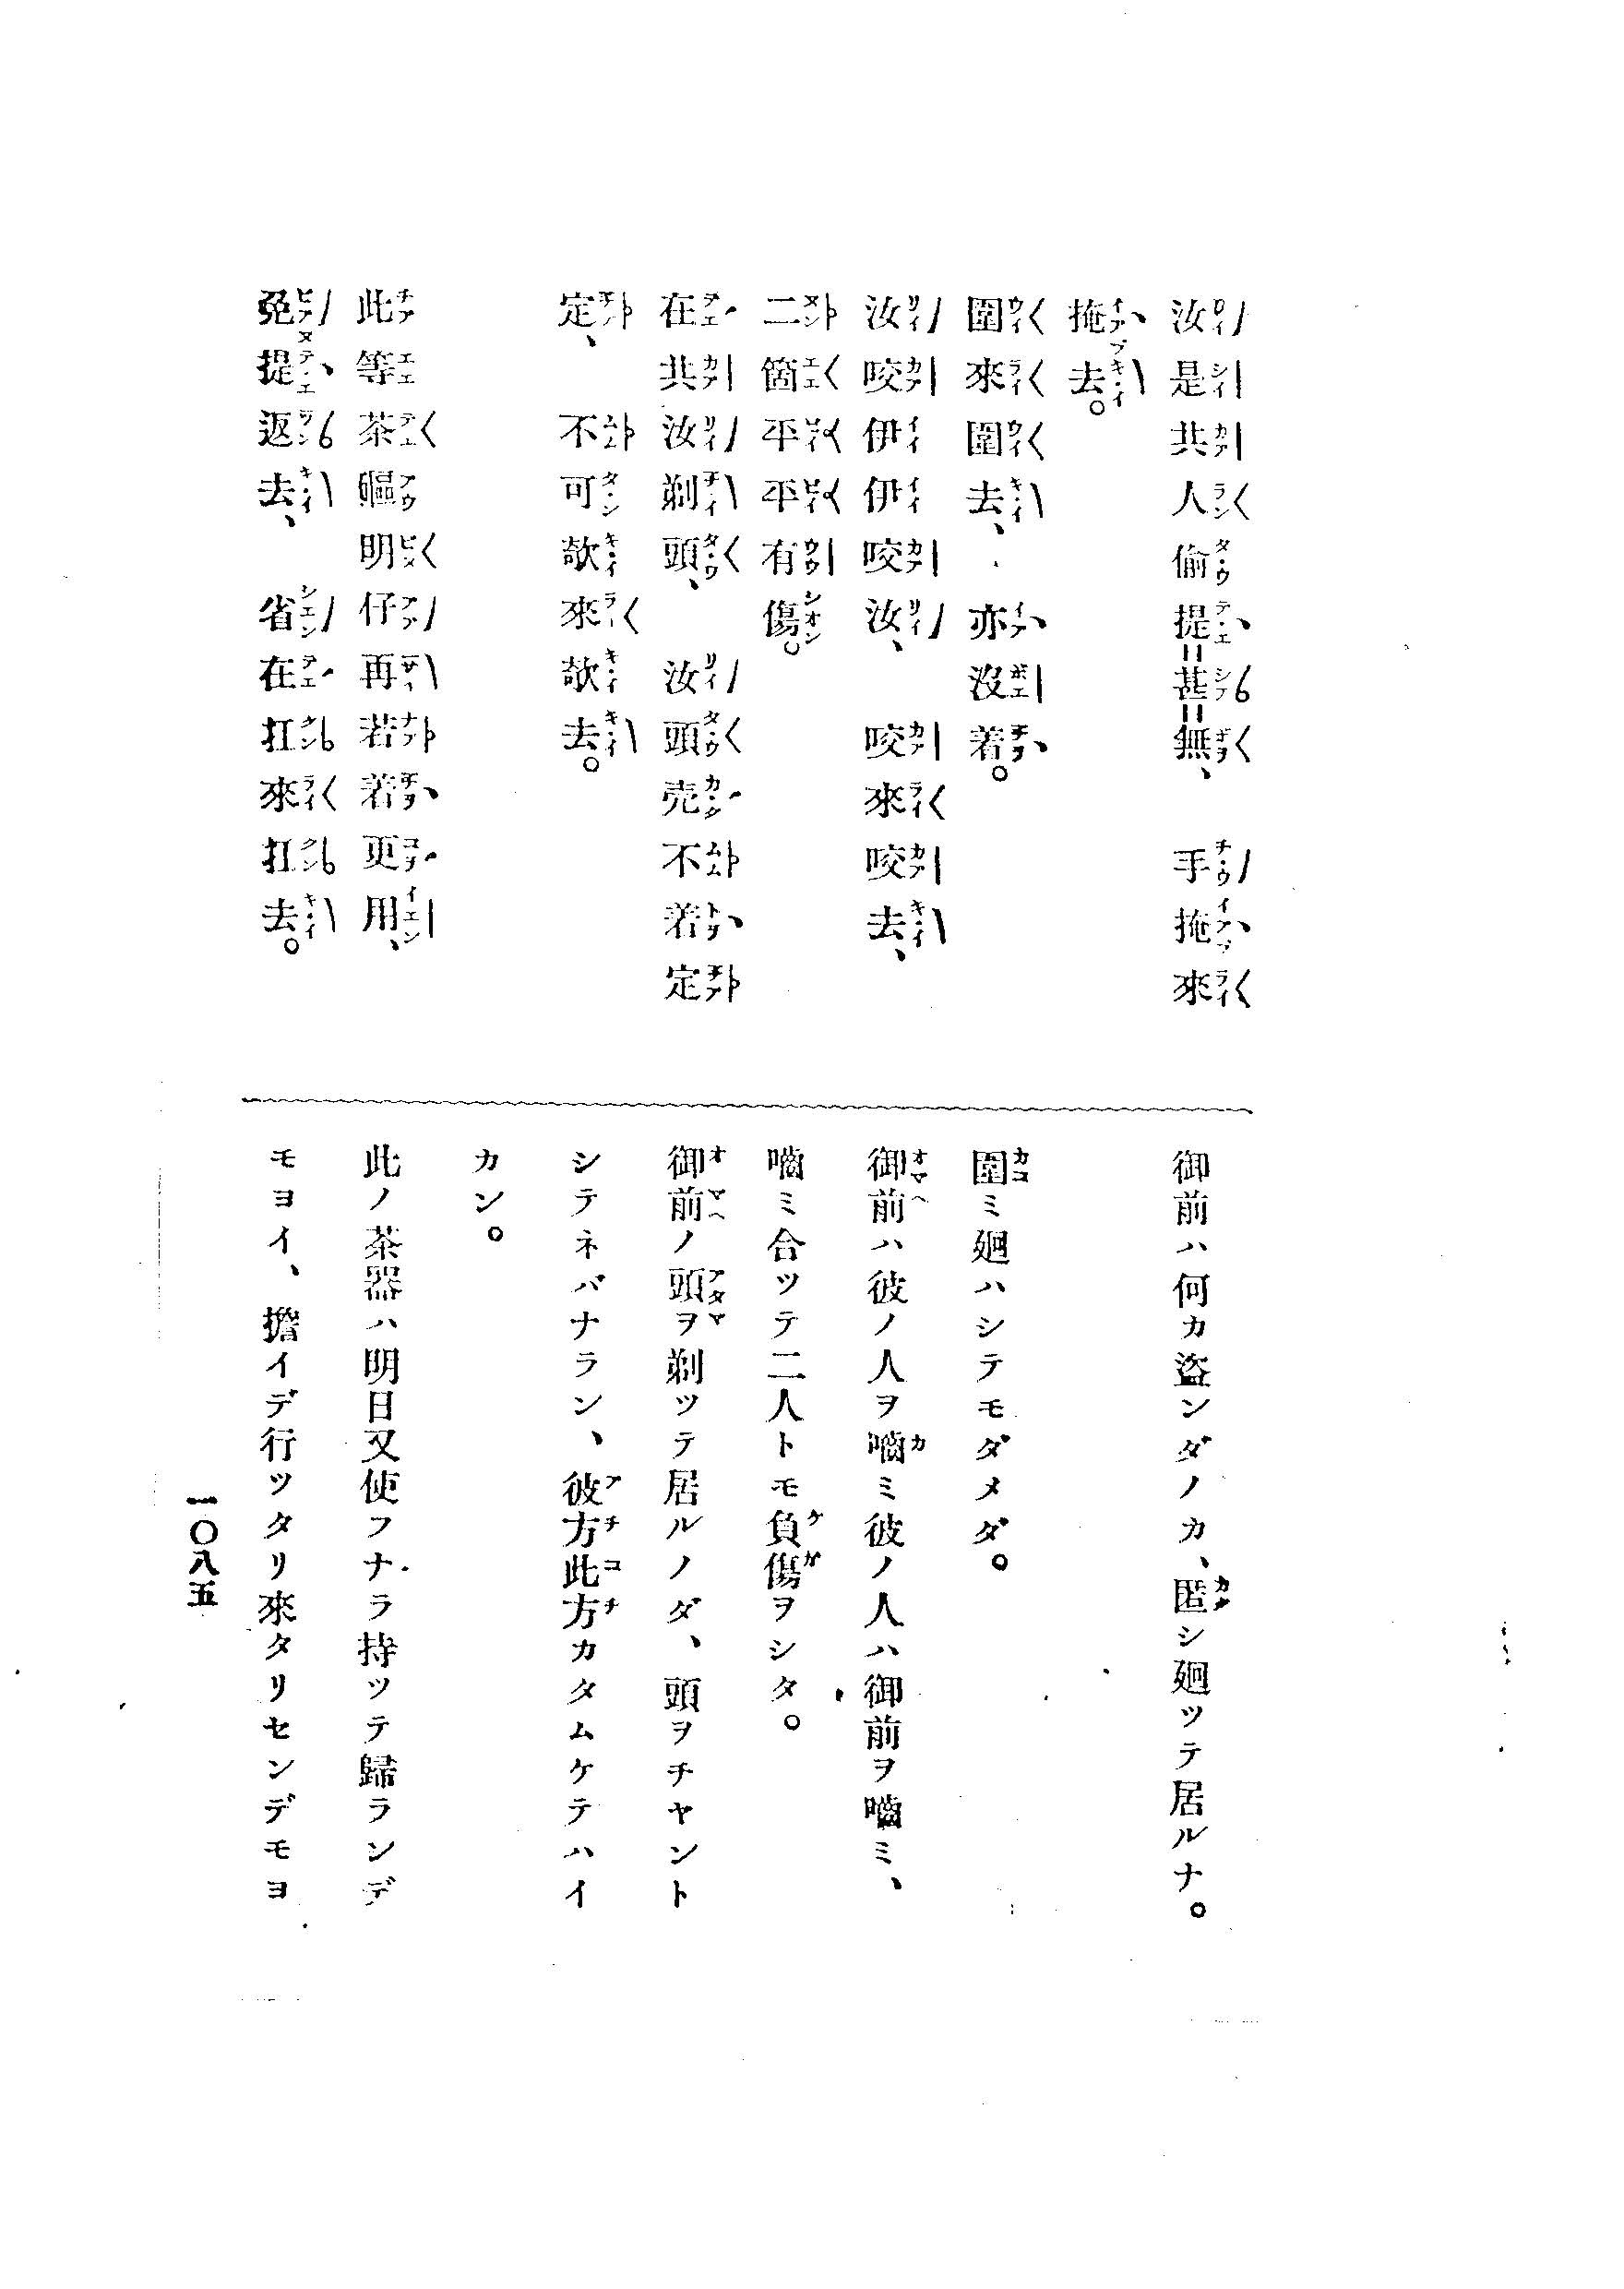 汝是共人偷提甚無、手掩來
掩去。
圍來圍去、亦沒着。
汝咬伊伊咬汝、咬來咬去、
二箇平平有傷。
在共汝剃頭、汝頭売不着定
定、不可欹來欹去。
此等茶甌明仔再若若更用、
免提返去、省在扛來扛去。
御前ハ何カ盜ンダノカ、匿シ廻ツテ居ルナ。
圍ミ廻ハシテモダメダ。
御前ハ彼ノ人ヲ嚙ミ彼ノ人ハ御前ヲ嚙ミ、
嚙ミ合ツテ二人トモ負傷ヲシタ。
御前ノ頭ヲ剃ツテ居ルノダ、頭ヲチヤント
シテネバナラン、彼方此方カタムケテハイ
カン。
此ノ茶器ハ明日又使フナラ持ツテ歸ランデ
モヨイ、擔イデ行ツタリ來タリセンデモヨ
一〇八五